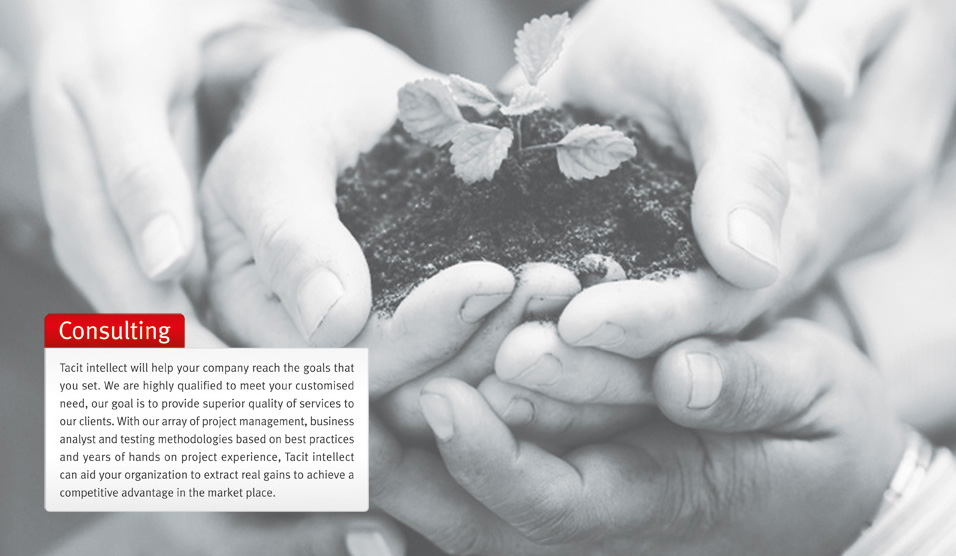 Consulting
Tacit intellect will help your company reach the goals that
you set. We are highly qualified to meet your customised
need, our goal is to provide superior quality of services to
our clients. With our array of project management, business
analyst and testing methodologies based on best practices
and years of hands on project experience, Tacit intellect
can aid your organization to extract real gains to achieve a
competitive advantage in the market place.